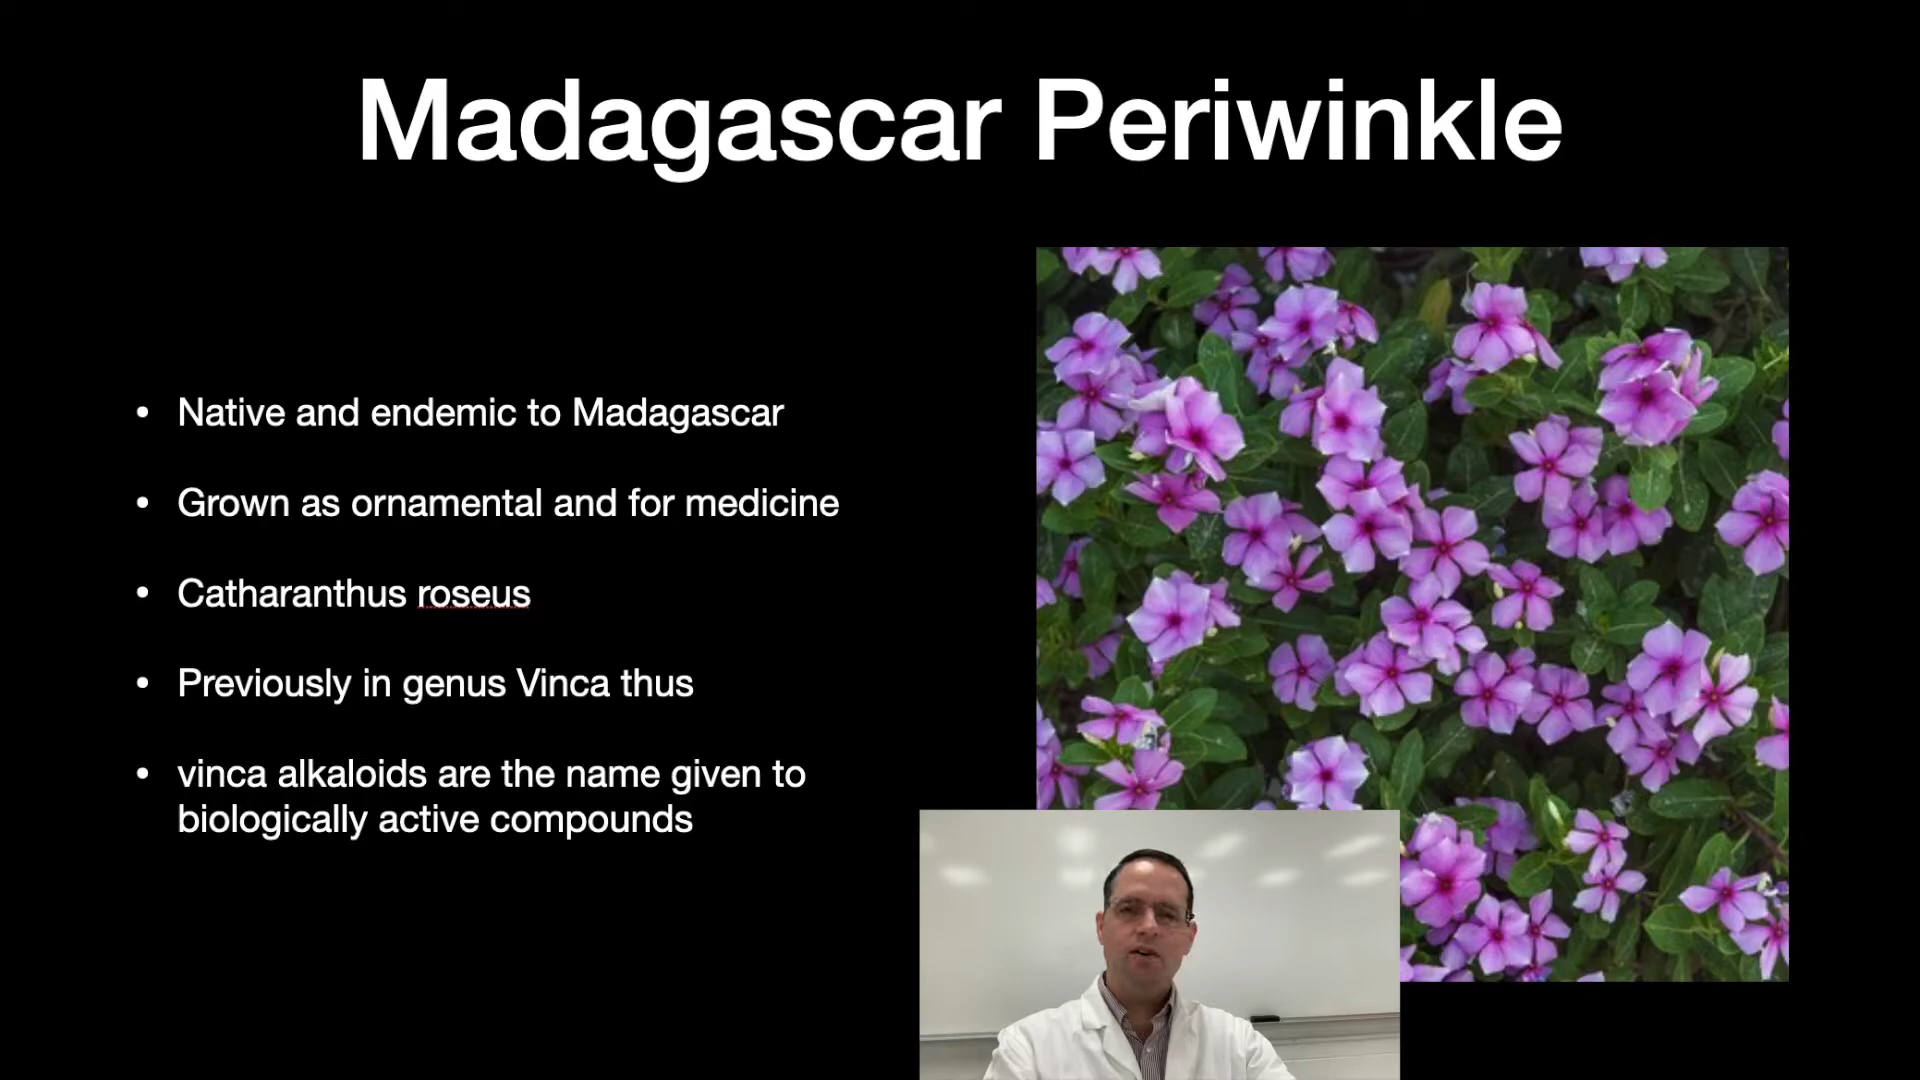 Madagascar Periwinkle
• Native and endemic to Madagascar
• Grown as ornamental and for medicine
• Catharanthus roseus
• Previously in genus Vinca thus
• vinca alkaloids are the name given to
biologically active compounds